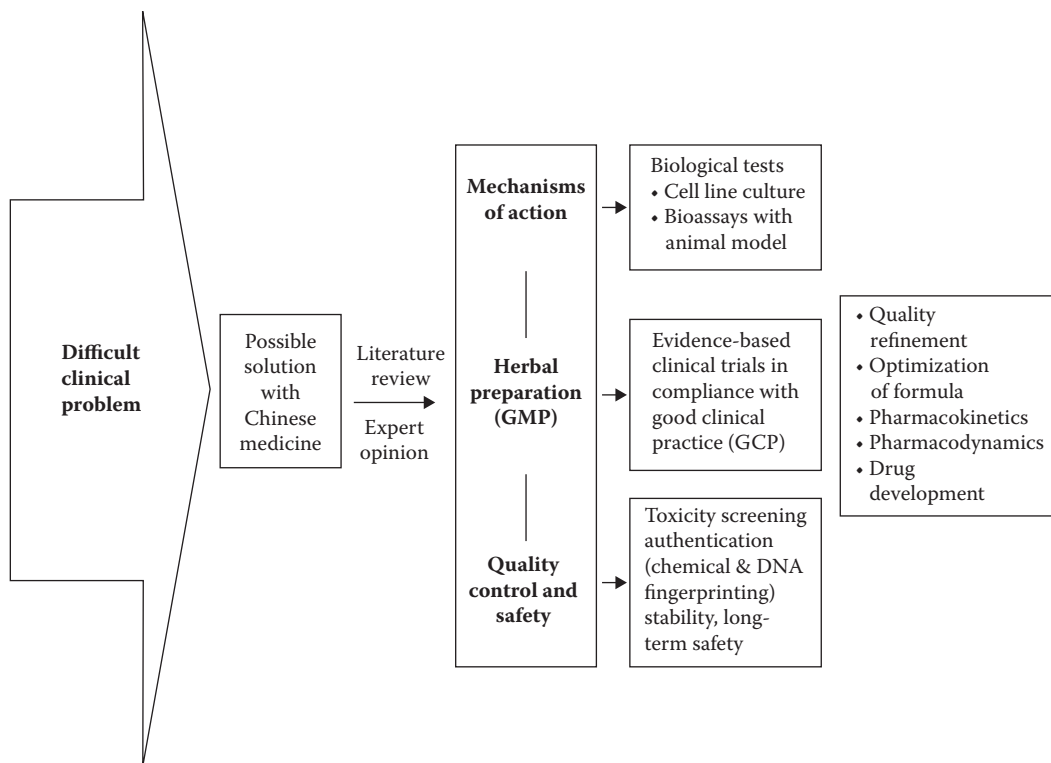 Difficult
clinical
problem
Possible
solution
with
Chinese
medicine
Literature
review
Expert
opinion
Mechanisms
of action
Herbal
preparation
(GMP)
Quality
control and
safety
Biological tests
• Cell line culture
• Bioassays with
animal model
Evidence-based
clinical trials in
compliance with
good clinical
practice (GCP)
Toxicity screening
authentication
(chemical & DNA
fingerprinting)
stability, long-
term safety
• Quality
refinement
• Optimization
of formula
• Pharmacokinetics
• Pharmacodynamics
• Drug
development